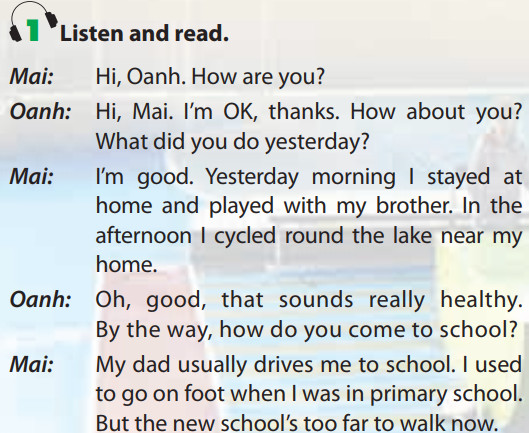 1 Listen and read.
Mai: Hi, Oanh. How are you?
Oanh: Hi, Mai. I'm OK, thanks. How about you?
What did you do yesterday?
Mai: I'm good. Yesterday morning I stayed at
home and played with my brother. In the
afternoon I cycled round the lake near my
home.
Oanh: Oh, good, that sounds really healthy.
By the way, how do you come to school?
Mai: My dad usually drives me to school. I used
to go on foot when I was in primary school.
But the new school's too far to walk now.